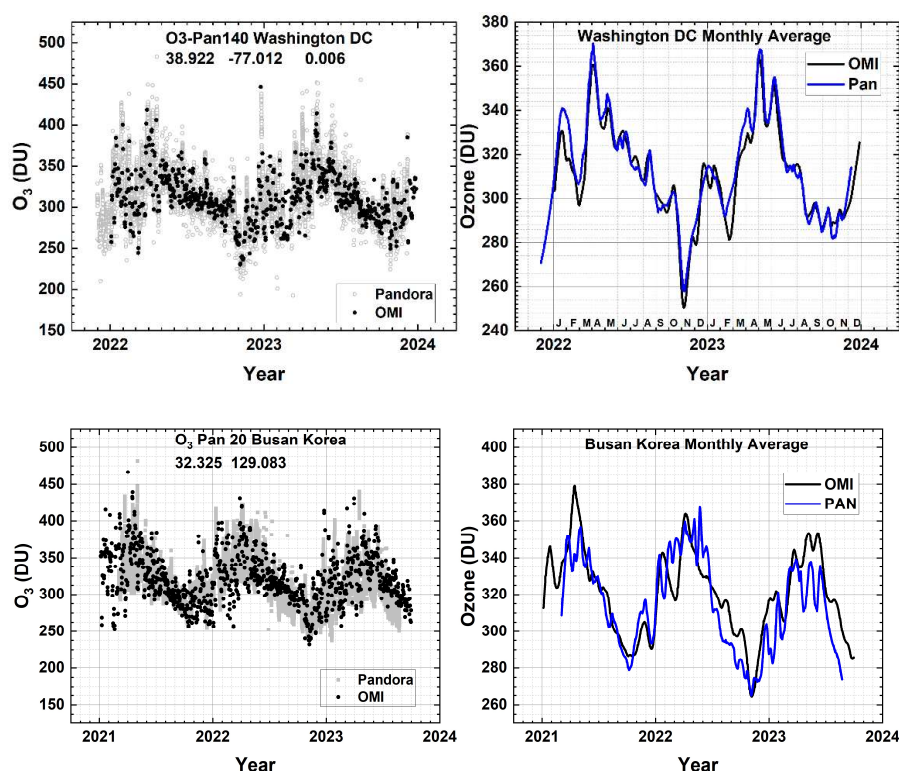 O3-Pan140 Washington DC
38.922 -77.012 0.006
O₃ (DU)
500
450
400
350
300
250
200
150
Pandora
OMI
2022 2023 2024
Year
Washington DC Monthly Average
OMI
Pan
Ozone (DU)
380
360
340
320
300
280
260
240
J F M A M J J A S O N D J F M A M J J A S O N D
2022 2023 2024
Year
O₃ Pan 20 Busan Korea
32.325 129.083
O₃ (DU)
500
450
400
350
300
250
200
150
Pandora
OMI
2021 2022 2023 2024
Year
Busan Korea Monthly Average
OMI
PAN
Ozone (DU)
400
380
360
340
320
300
280
260
2021 2022 2023 2024
Year